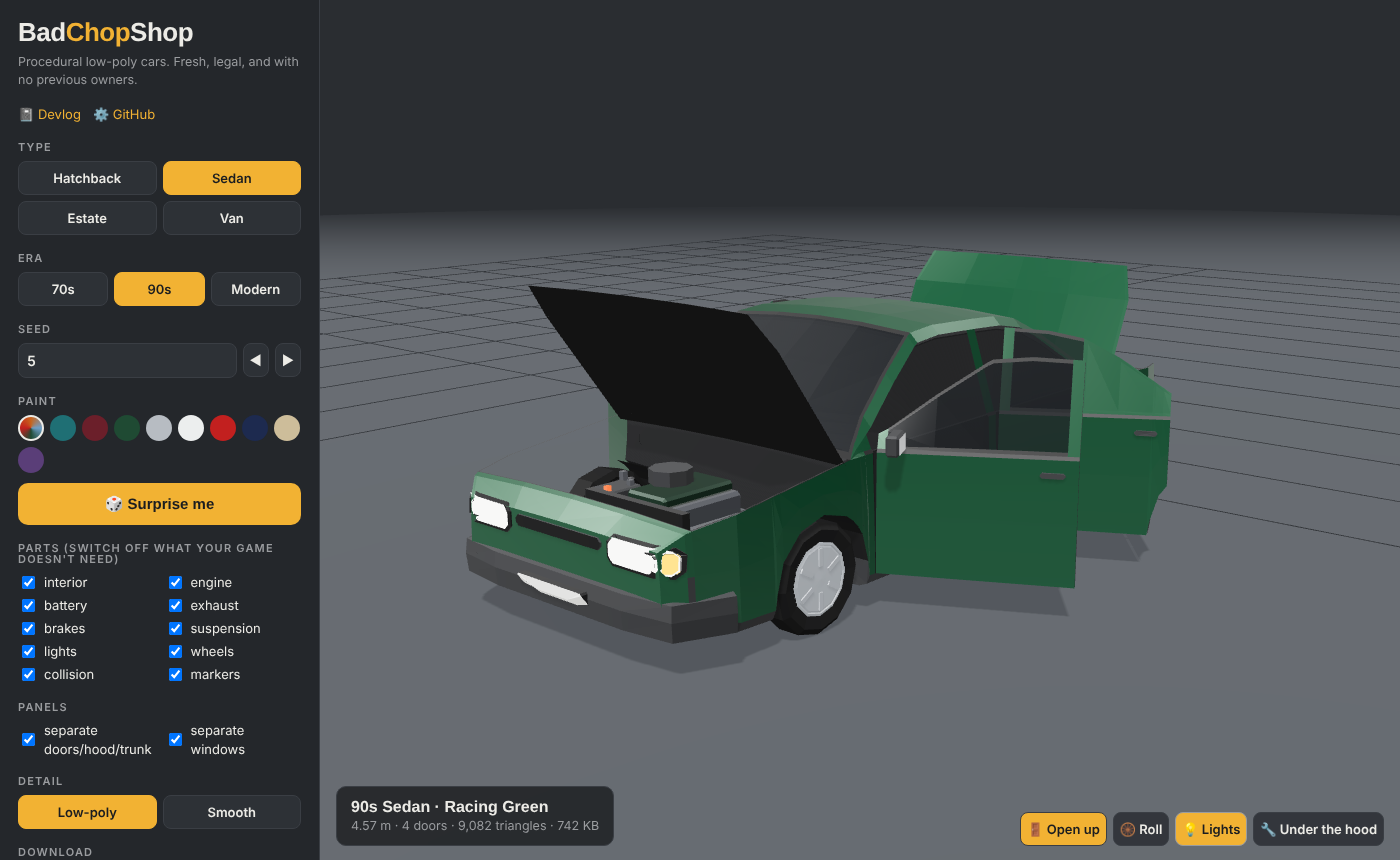 BadChopShop
Procedural low-poly cars. Fresh, legal, and with
no previous owners.
📓 Devlog ⚙️ GitHub
TYPE
Hatchback Sedan
Estate Van
ERA
70s 90s Modern
SEED
5 ◀ ▶
PAINT
🎲 Surprise me
PARTS (SWITCH OFF WHAT YOUR GAME
DOESN'T NEED)
interior engine
battery exhaust
brakes suspension
lights wheels
collision markers
PANELS
separate
doors/hood/trunk
separate
windows
DETAIL
Low-poly Smooth
DOWNLOAD
90s Sedan · Racing Green
4.57 m · 4 doors · 9,082 triangles · 742 KB
🚪 Open up 🛞 Roll 💡 Lights 🔧 Under the hood